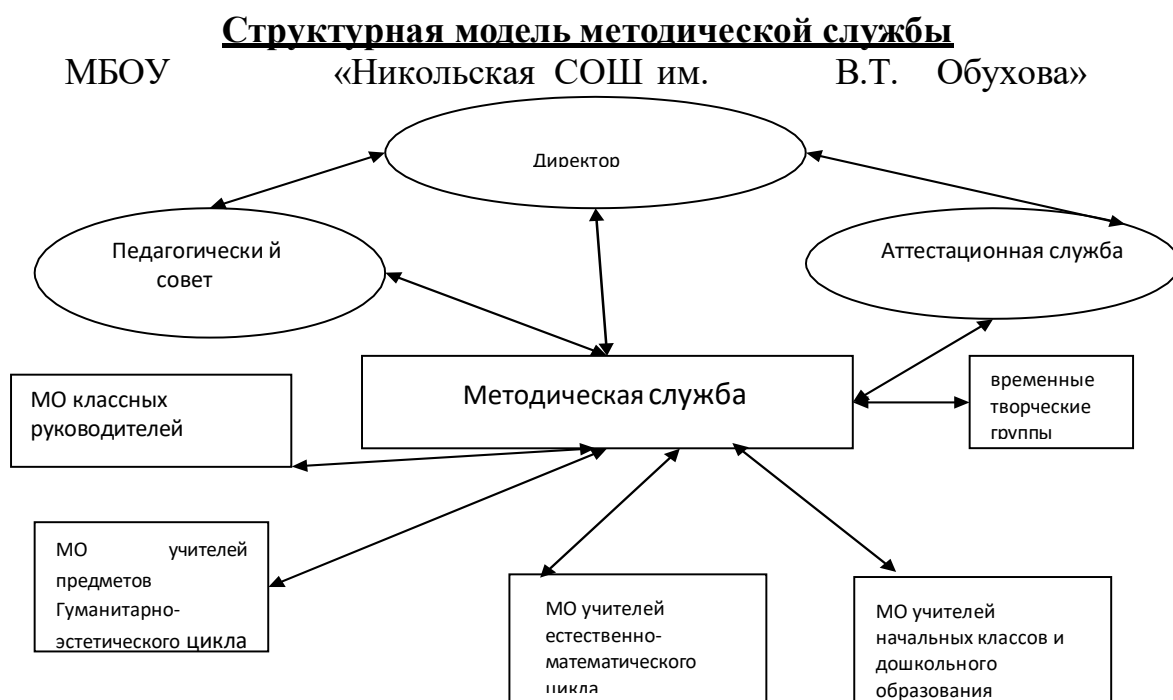 Структурная модель методической службы
МБОУ «Никольская СОШ им. В.Т. Обухова»
Директор
Педагогически й
совет
Аттестационная служба
Методическая служба
МО классных
руководителей
временные
творческие
группы
МО учителей
предметов
Гуманитарно-
эстетического цикла
МО учителей
естественно-
математического
цикла
МО учителей
начальных классов и
дошкольного
образования